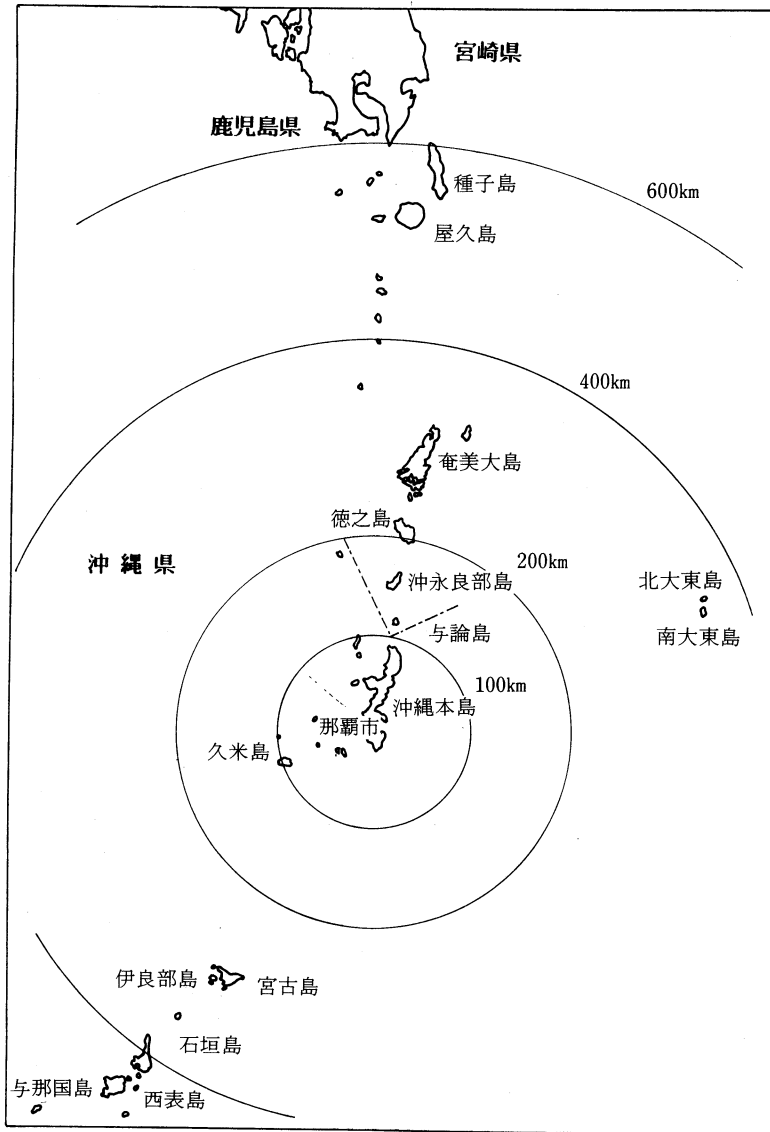 宮崎県
鹿児島県
種子島
600km
屋久島
400km
奄美大島
徳之島
沖縄県
200km
沖永良部島
北大東島
与論島
南大東島
100km
沖縄本島
那覇市
久米島
伊良部島
宮古島
石垣島
与那国島
西表島